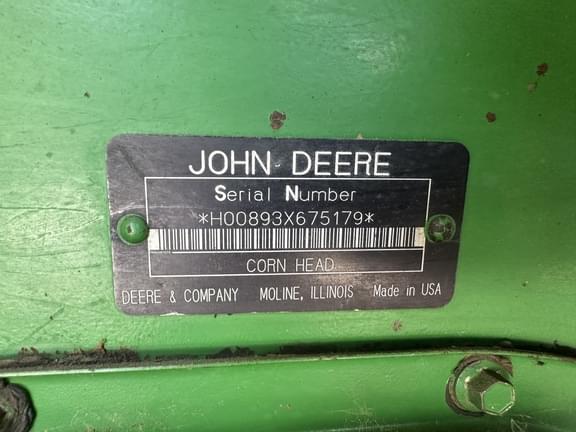 JOHN DEERE
Serial Number
*H00893X675179*
CORN HEAD
DEERE & COMPANY MOLINE, ILLINOIS Made in USA